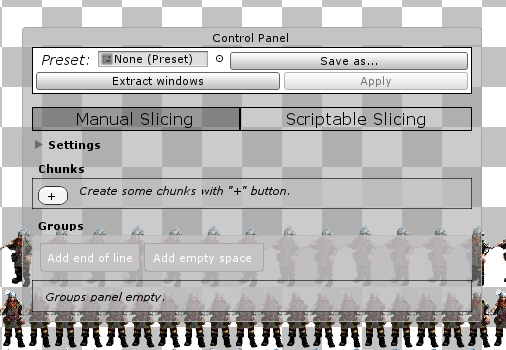 Control Panel
Preset: None (Preset) Save as...
Extract windows Apply
Manual Slicing Scriptable Slicing
Settings
Chunks
+ Create some chunks with "+" button.
Groups
Add end of line Add empty space
Groups panel empty.